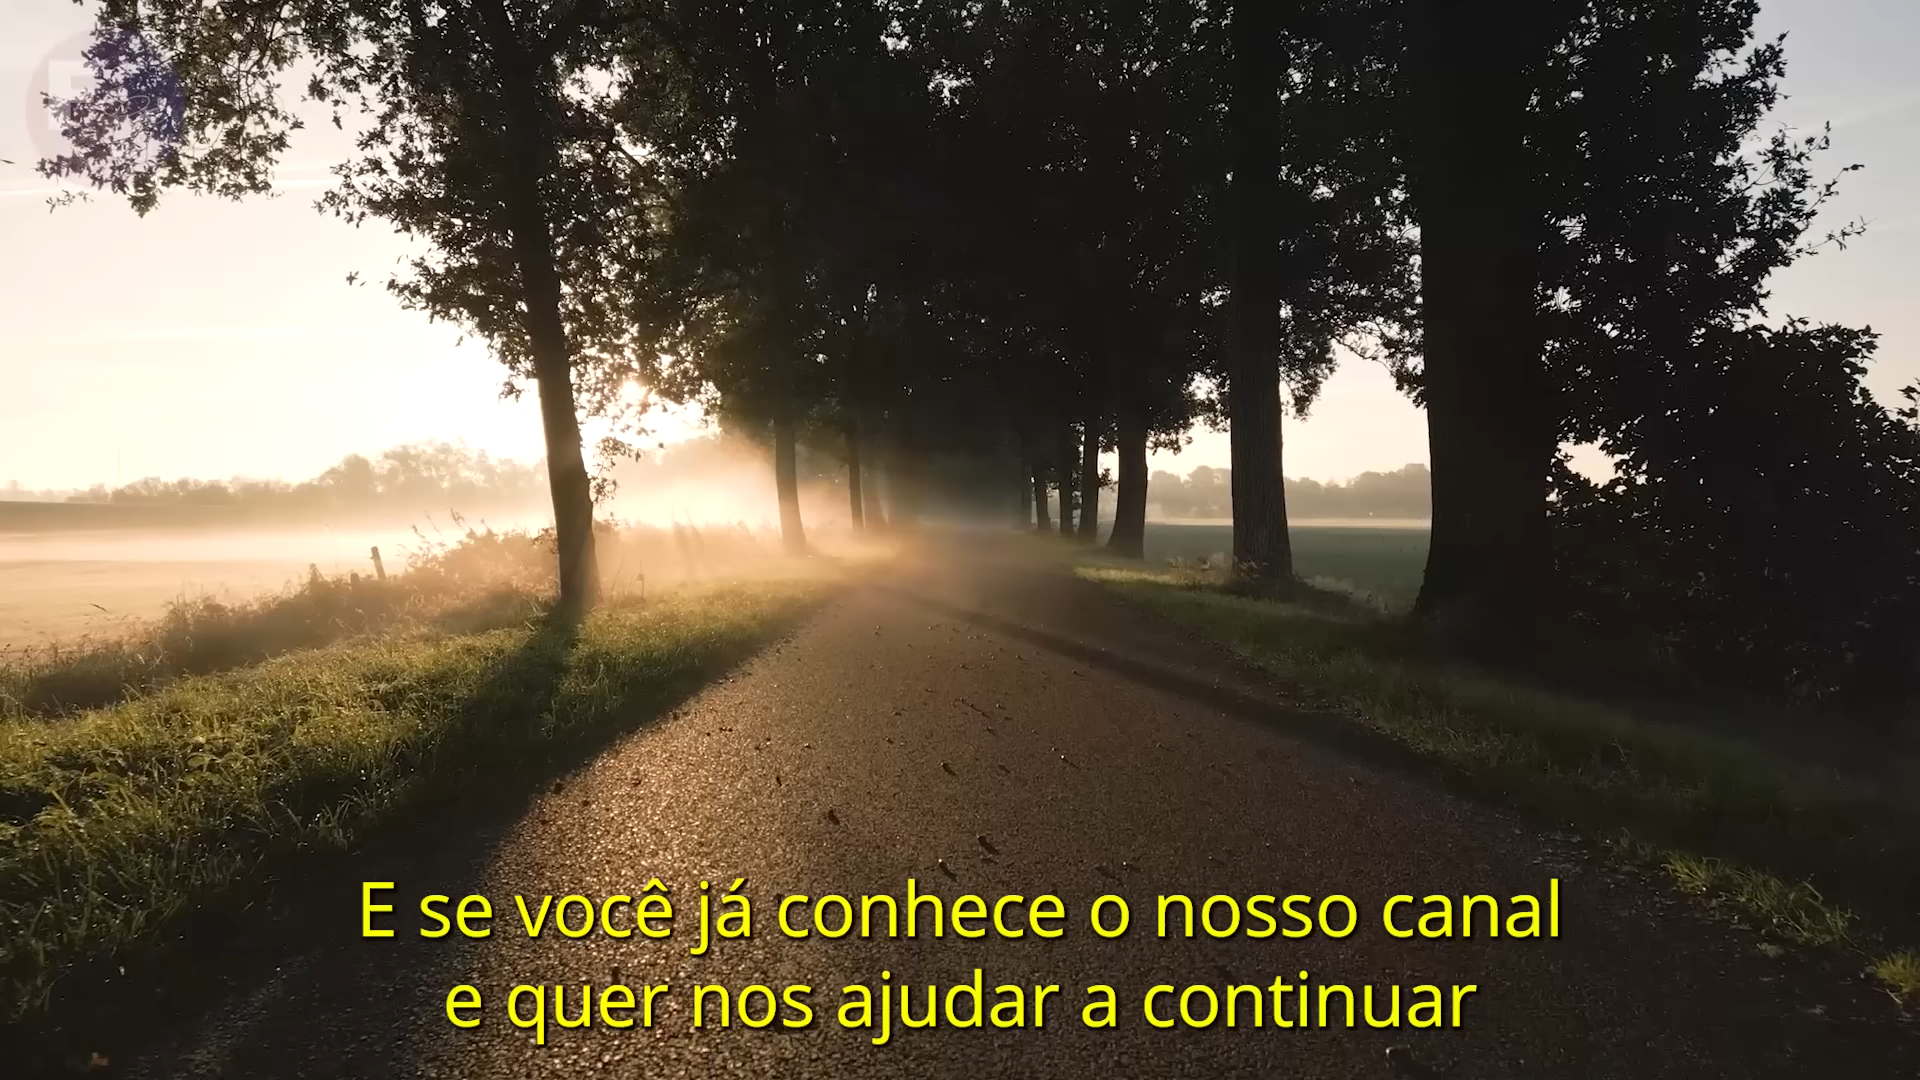 E se você já conhece o nosso canal
e quer nos ajudar a continuar